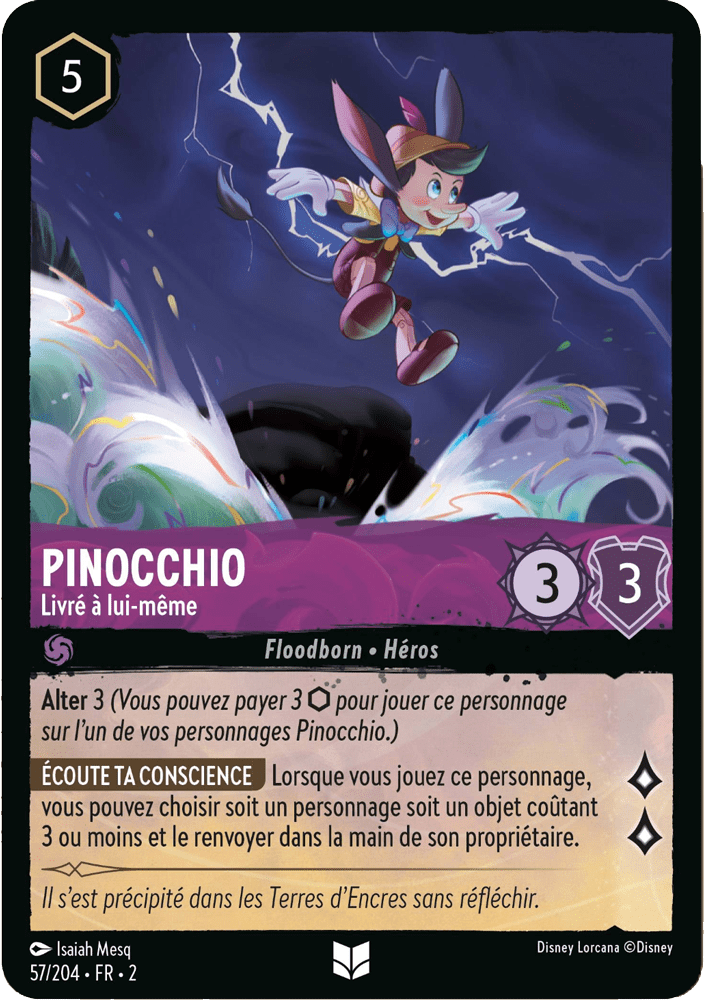 5
PINOCCHIO
Livré à lui-même
3
3
Floodborn • Héros
Alter 3 (Vous pouvez payer 3 pour jouer ce personnage
sur l'un de vos personnages Pinocchio.)
ÉCOUTE TA CONSCIENCE Lorsque vous jouez ce personnage,
vous pouvez choisir soit un personnage soit un objet coûtant
3 ou moins et le renvoyer dans la main de son propriétaire.
Il s'est précipité dans les Terres d'Encres sans réfléchir.
Isaiah Mesq
Disney Lorcana ©Disney
57/204 • FR • 2